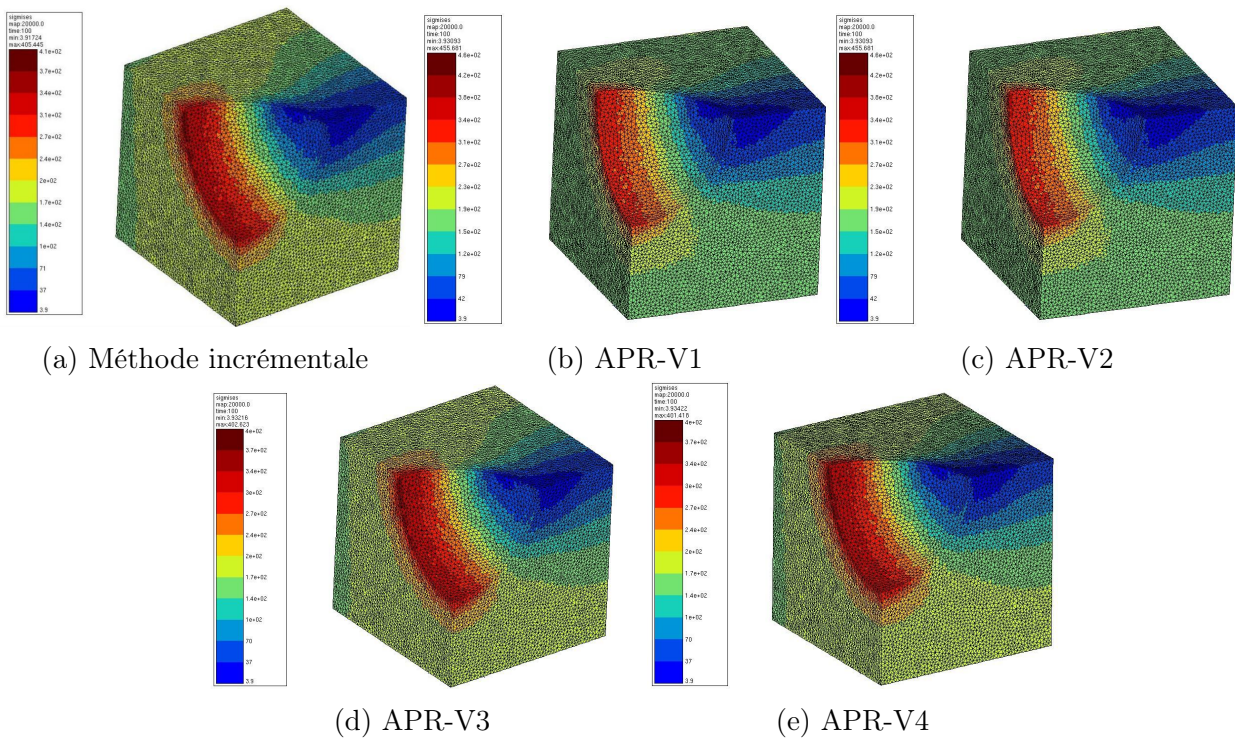 sigmises
map:20000.0
time:100
min:3.91724
max:405.445
4.1e+02
3.7e+02
3.4e+02
3.1e+02
2.7e+02
2.4e+02
2e+02
1.7e+02
1.4e+02
1e+02
71
37
3.9
(a) Méthode incrémentale
sigmises
map:20000.0
time:100
min:3.93093
max:455.681
4.6e+02
4.2e+02
3.8e+02
3.4e+02
3.1e+02
2.7e+02
2.3e+02
1.9e+02
1.5e+02
1.2e+02
79
42
3.9
(b) APR-V1
sigmises
map:20000.0
time:100
min:3.93093
max:455.681
4.6e+02
4.2e+02
3.8e+02
3.4e+02
3.1e+02
2.7e+02
2.3e+02
1.9e+02
1.5e+02
1.2e+02
79
42
3.9
(c) APR-V2
sigmises
map:20000.0
time:100
min:3.93216
max:402.623
4e+02
3.7e+02
3.4e+02
3e+02
2.7e+02
2.4e+02
2e+02
1.7e+02
1.4e+02
1e+02
70
37
3.9
(d) APR-V3
sigmises
map:20000.0
time:100
min:3.93422
max:401.418
4e+02
3.7e+02
3.4e+02
3e+02
2.7e+02
2.4e+02
2e+02
1.7e+02
1.4e+02
1e+02
70
37
3.9
(e) APR-V4